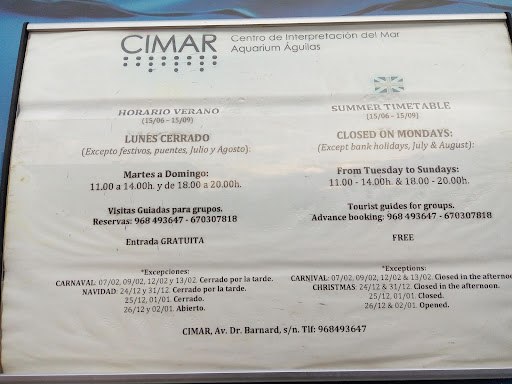 CIMAR
Centro de Interpretación del Mar
Aquarium Águilas
HORARIO VERANO
(15/06 – 15/09)
LUNES CERRADO
(Excepto festivos, puentes, Julio y Agosto):
Martes a Domingo:
11.00 a 14.00h. y de 18.00 a 20.00h.
Visitas Guiadas para grupos.
Reservas: 968 493647 - 670307818
Entrada GRATUITA
*Excepciones:
CARNAVAL: 07/02, 09/02, 12/02 y 13/02. Cerrado por la tarde.
NAVIDAD: 24/12 y 31/12. Cerrado por la tarde.
25/12, 01/01. Cerrado.
26/12 y 02/01. Abierto.
SUMMER TIMETABLE
(15/06 – 15/09)
CLOSED ON MONDAYS:
(Except bank holidays, July & August):
From Tuesday to Sundays:
11.00 - 14.00h. & 18.00 - 20.00h.
Tourist guides for groups.
Advance booking: 968 493647 - 670307818
FREE
*Exceptions:
CARNIVAL: 07/02, 09/02, 12/02 & 13/02. Closed in the afternoon.
CHRISTMAS: 24/12 & 31/12. Closed in the afternoon.
25/12, 01/01. Closed.
26/12 & 02/01. Opened.
CIMAR, Av. Dr. Barnard, s/n. Tlf: 968493647